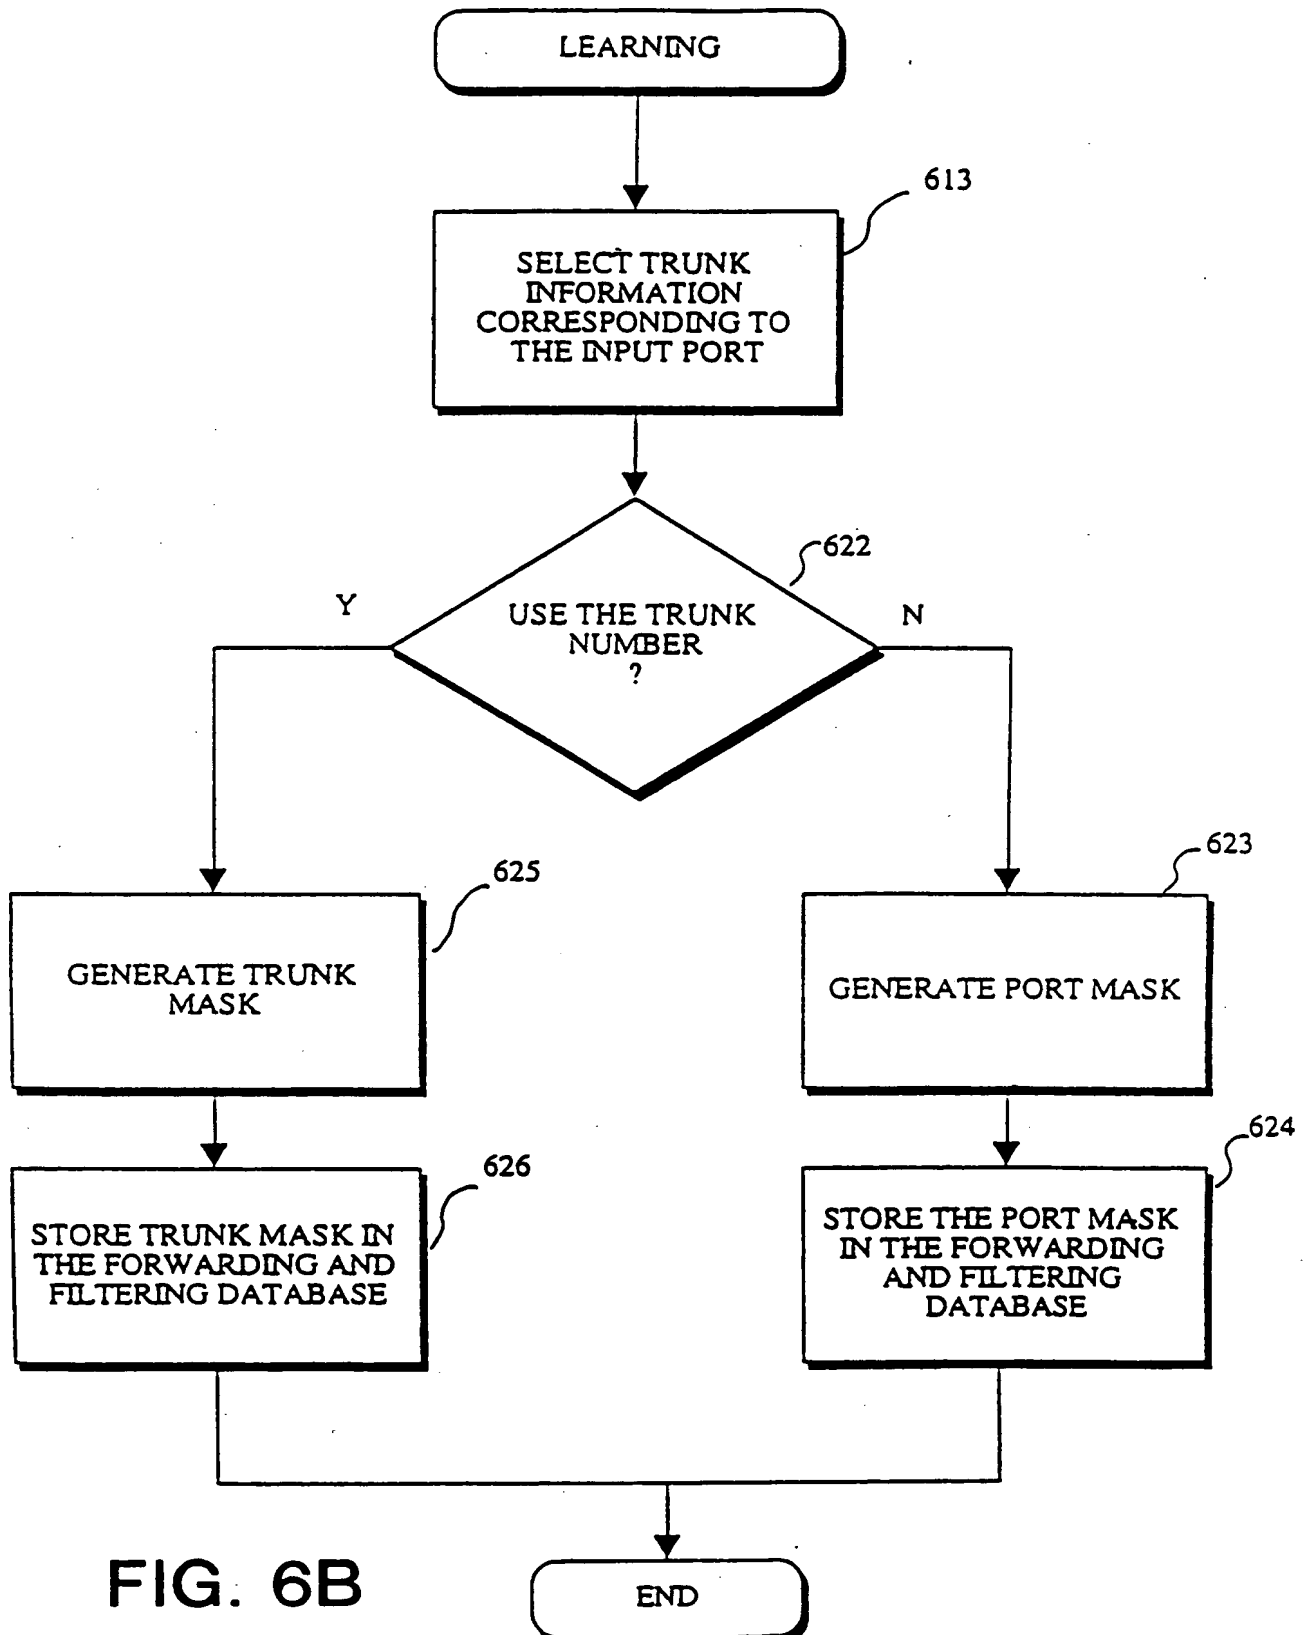 LEARNING
613
SELECT TRUNK
INFORMATION
CORRESPONDING TO
THE INPUT PORT
622
Y
USE THE TRUNK
NUMBER
?
N
625
GENERATE TRUNK
MASK
623
GENERATE PORT MASK
626
STORE TRUNK MASK IN
THE FORWARDING AND
FILTERING DATABASE
624
STORE THE PORT MASK
IN THE FORWARDING
AND FILTERING
DATABASE
FIG. 6B
END